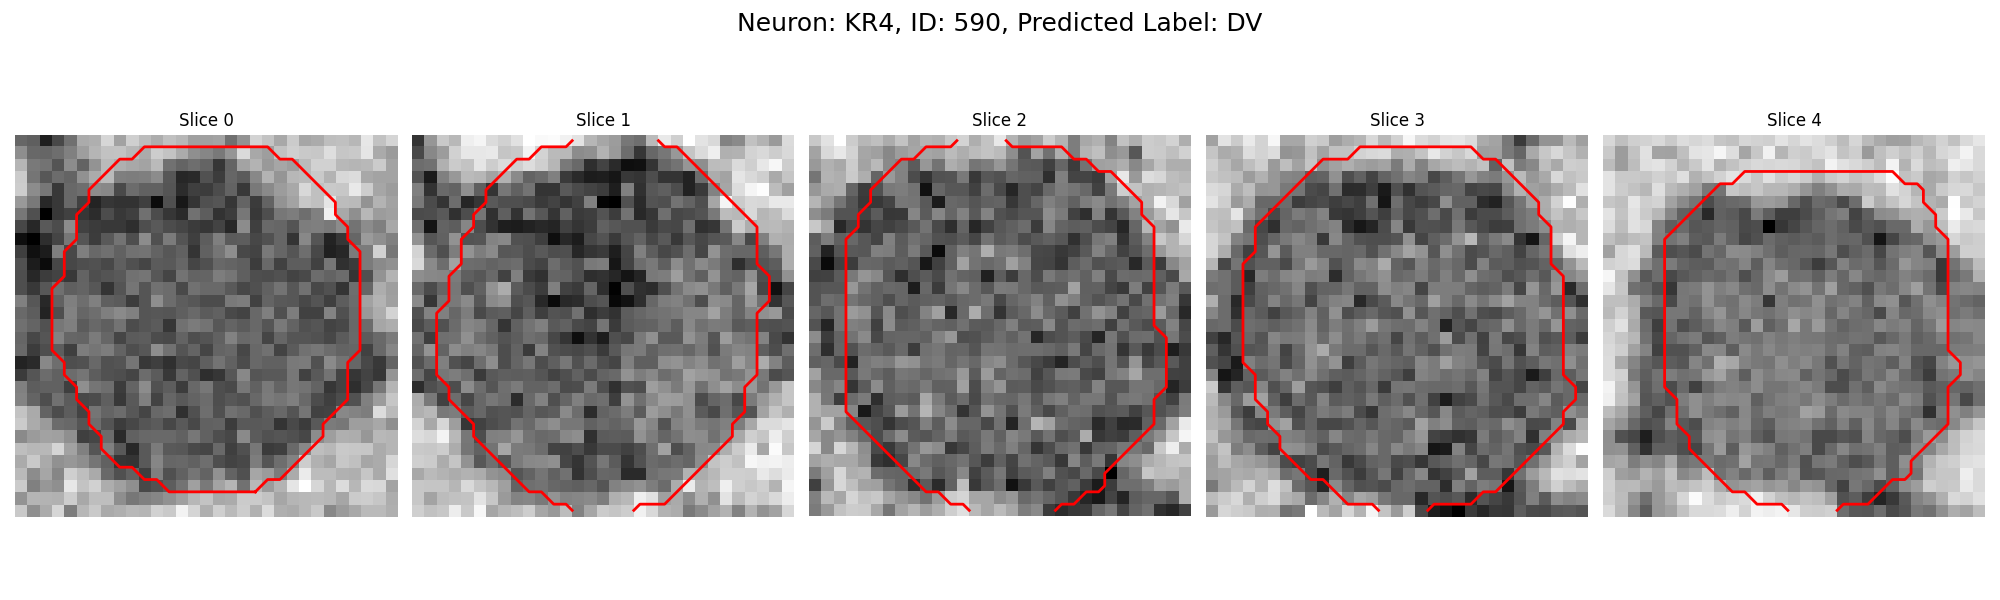 Neuron: KR4, ID: 590, Predicted Label: DV
Slice 0
Slice 1
Slice 2
Slice 3
Slice 4